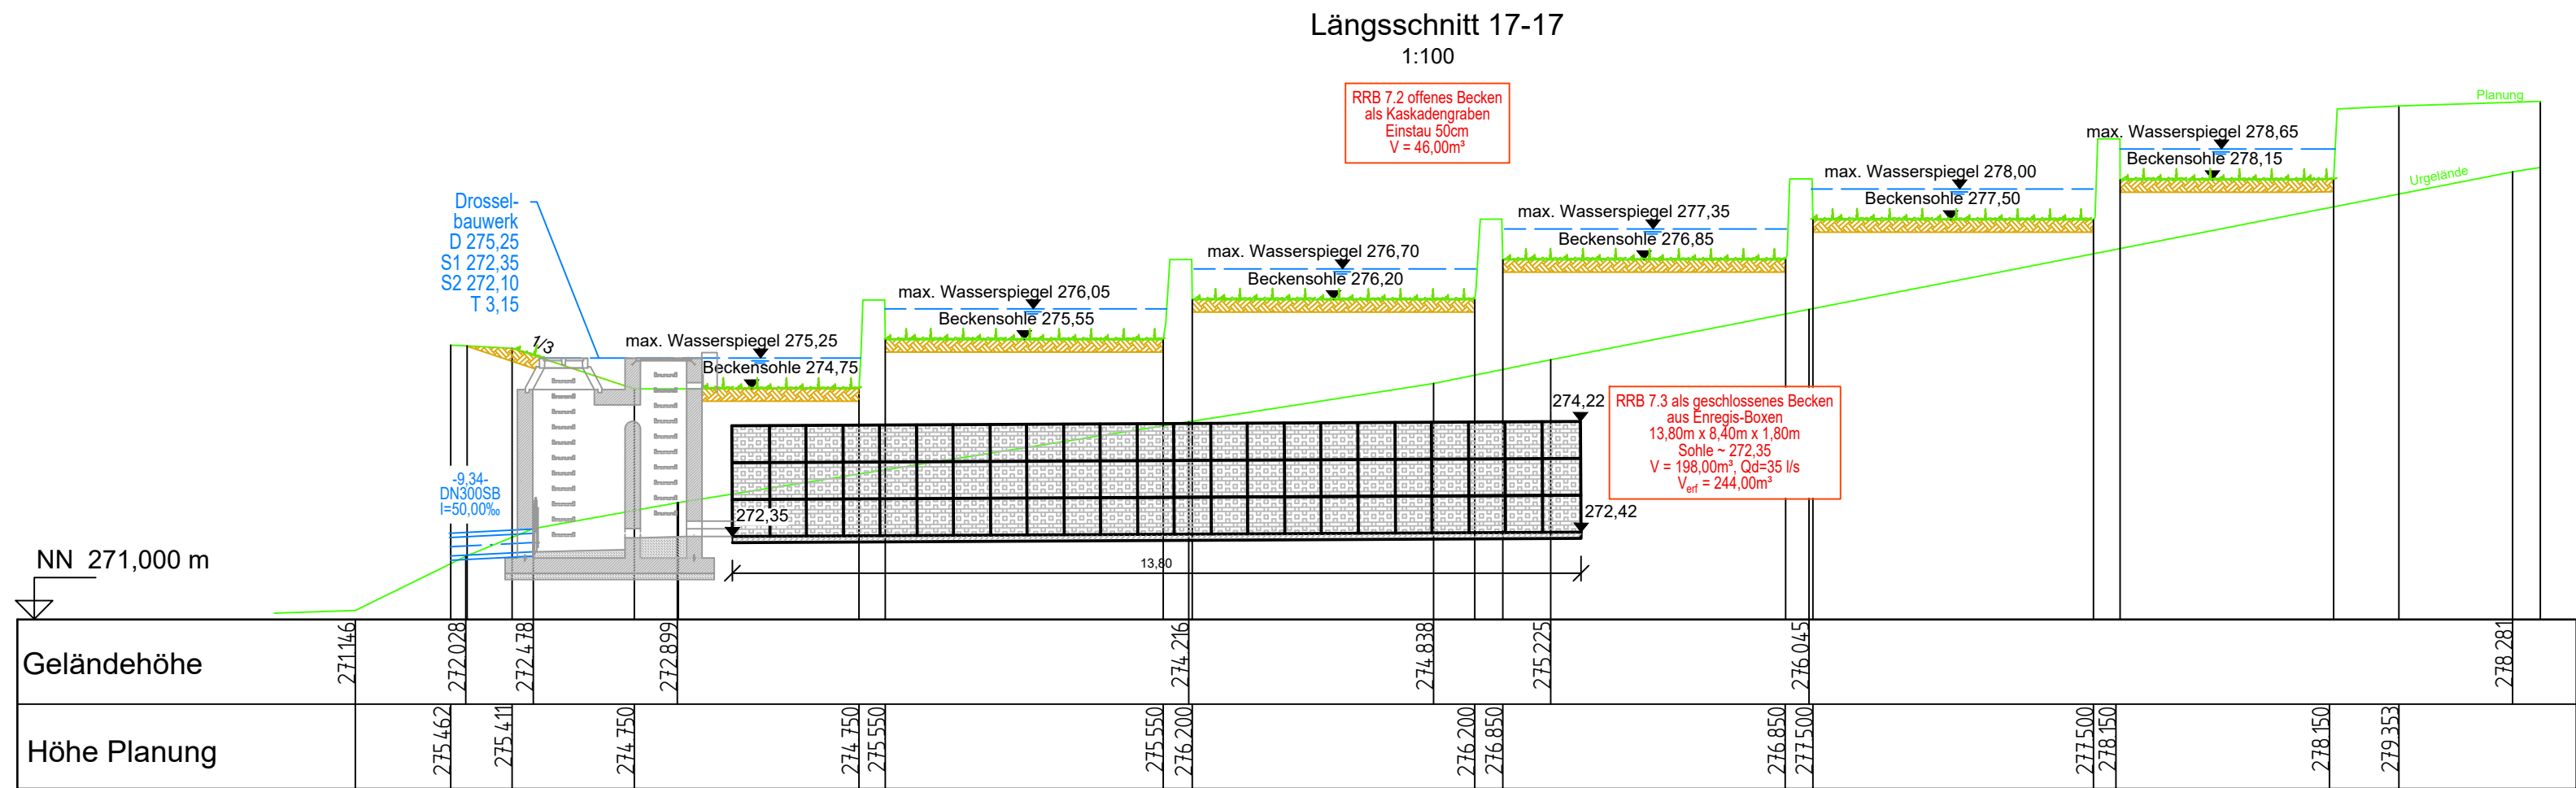 Längsschnitt 17-17
1:100
RRB 7.2 offenes Becken
als Kaskadengraben
Einstau 50cm
V = 46,00m³
Planung
Urgelände
max. Wasserspiegel 278,65
Beckensohle 278,15
max. Wasserspiegel 278,00
Beckensohle 277,50
max. Wasserspiegel 277,35
Beckensohle 276,85
max. Wasserspiegel 276,70
Beckensohle 276,20
max. Wasserspiegel 276,05
Beckensohle 275,55
max. Wasserspiegel 275,25
Beckensohle 274,75
Drossel-
bauwerk
D 275,25
S1 272,35
S2 272,10
T 3,15
1/3
-9,34-
DN300SB
I=50,00‰
274,22
RRB 7.3 als geschlossenes Becken
aus Enregis-Boxen
13,80m x 8,40m x 1,80m
Sohle ~ 272,35
V = 198,00m³, Qd=35 l/s
Verf = 244,00m³
272,35
272,42
13,80
NN 271,000 m
Geländehöhe
271.146
272.028
272.478
272.899
274.216
274.838
275.225
276.045
278.281
Höhe Planung
275.462
275.411
274.750
274.750
275.550
275.550
276.200
276.200
276.850
276.850
277.500
277.500
278.150
278.150
279.353